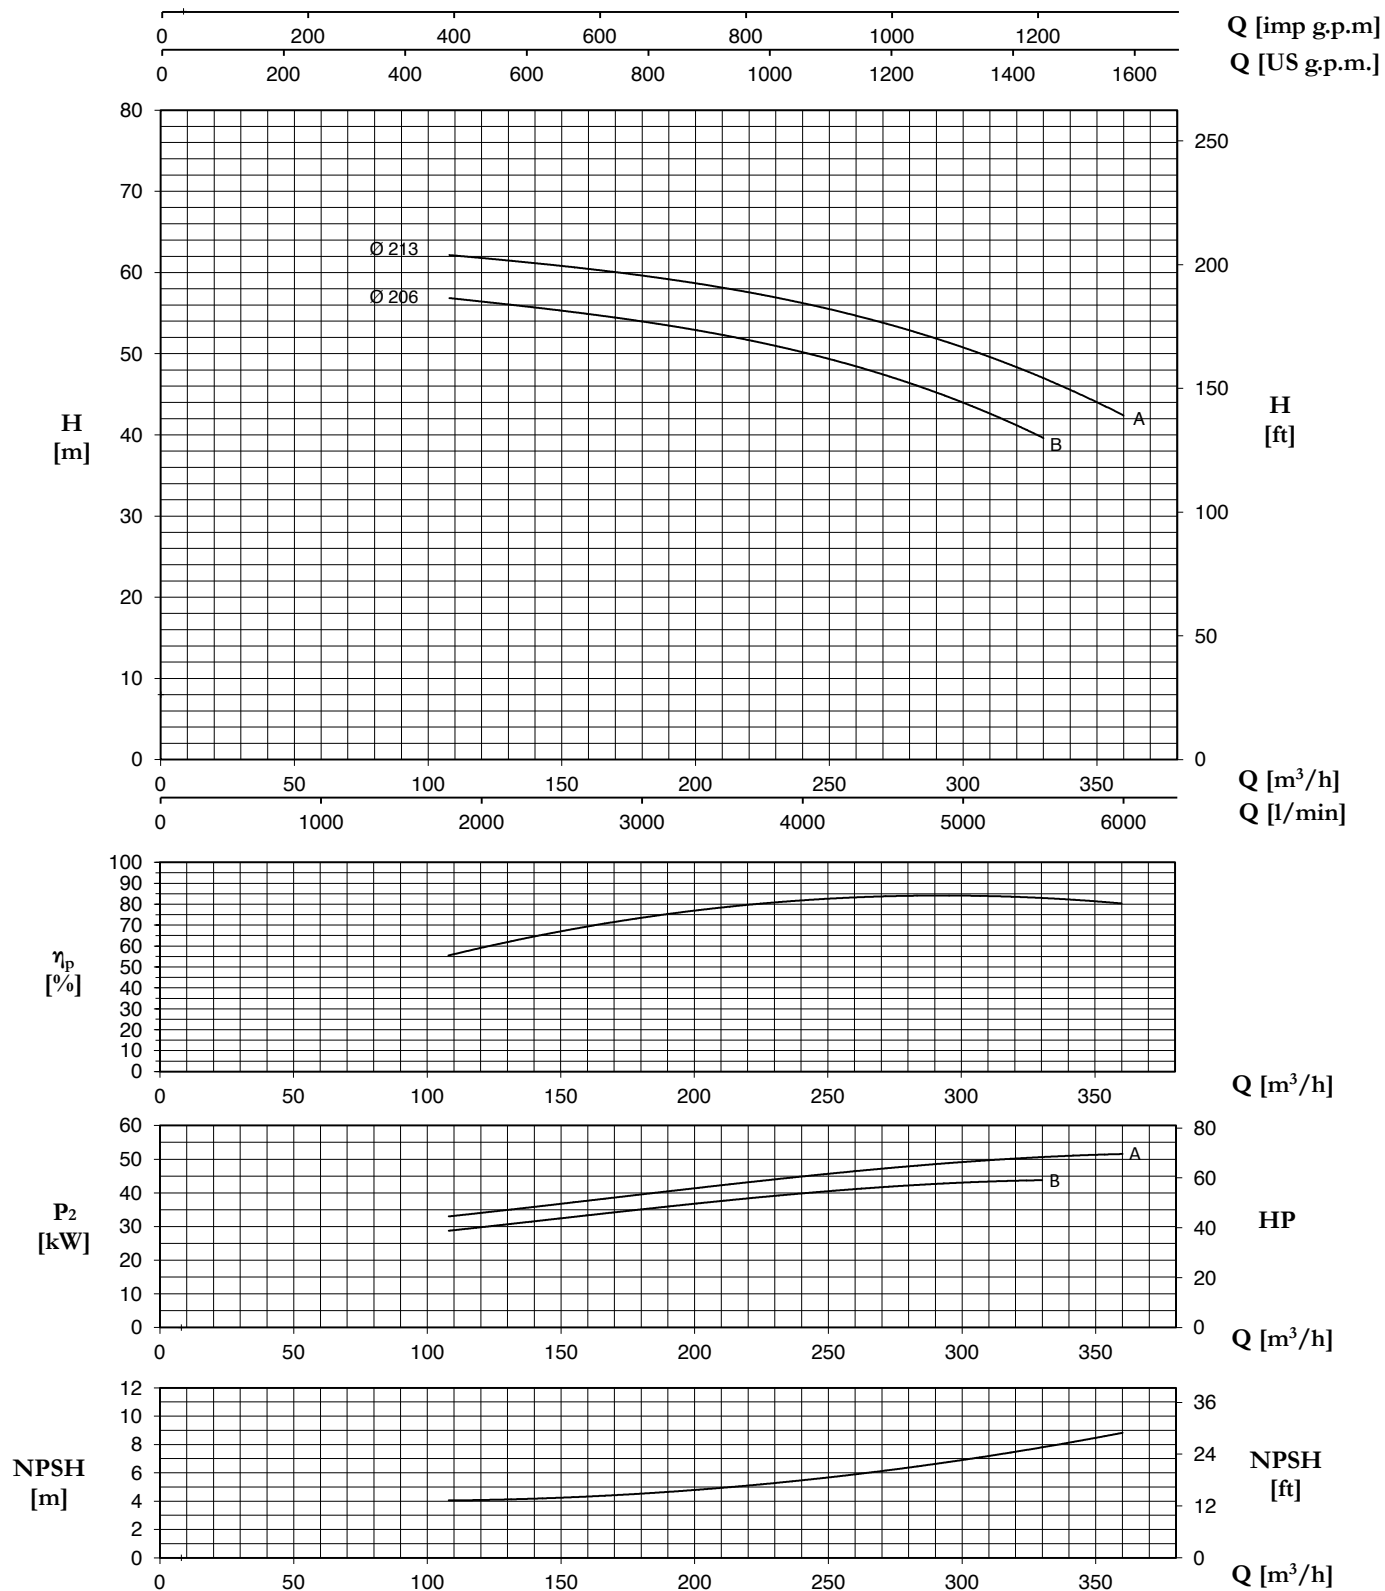 Q [imp g.p.m]
0 200 400 600 800 1000 1200
Q [US g.p.m.]
0 200 400 600 800 1000 1200 1400 1600
80
250
70
Ø 213
200
60
Ø 206
50
150
H
[m]
H
[ft]
A
40
B
30
100
20
50
10
0
0
0 50 100 150 200 250 300 350
Q [m³/h]
0 1000 2000 3000 4000 5000 6000
Q [l/min]
100
90
80
70
60
50
40
30
20
10
0
ηp
[%]
0 50 100 150 200 250 300 350
Q [m³/h]
60
50
40
30
20
10
0
P2
[kW]
A
B
80
60
40
20
0
HP
0 50 100 150 200 250 300 350
Q [m³/h]
12
10
8
6
4
2
0
NPSH
[m]
36
24
12
0
NPSH
[ft]
0 50 100 150 200 250 300 350
Q [m³/h]